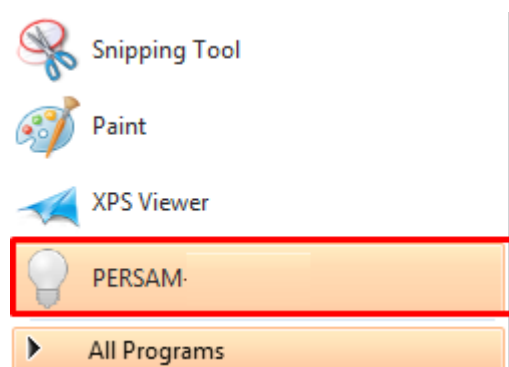 Snipping Tool
Paint
XPS Viewer
PERSAM-
All Programs